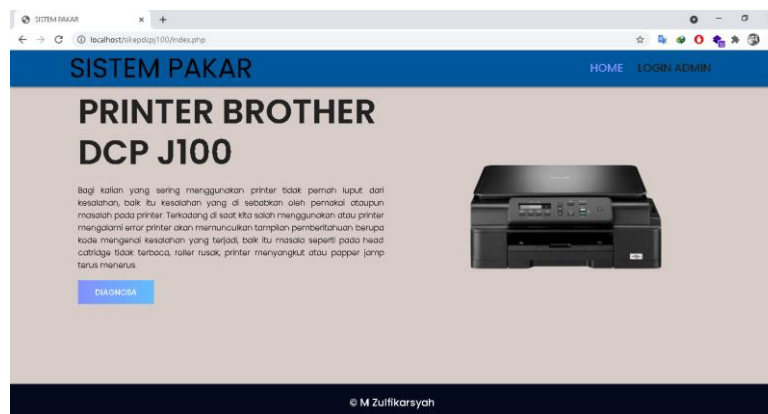 SISTEM PAKAR
localhost/sikepdcpj100/index.php
SISTEM PAKAR
HOME LOGIN ADMIN
PRINTER BROTHER
DCP J100
Bagi kalian yang sering menggunakan printer tidak pernah luput dari
kesalahan, baik itu kesalahan yang di sebabkan oleh pemakai ataupun
masalah pada printer. Terkadang di saat kita salah menggunakan atau printer
mengalami error printer akan memunculkan tampilan pemberitahuan berupa
kode mengenai kesalahan yang terjadi, baik itu masala seperti pada head
catridge tidak terbaca, roller rusak, printer menyangkut atau papper jamp
terus menerus.
DIAGNOSA
© M Zulfikarsyah